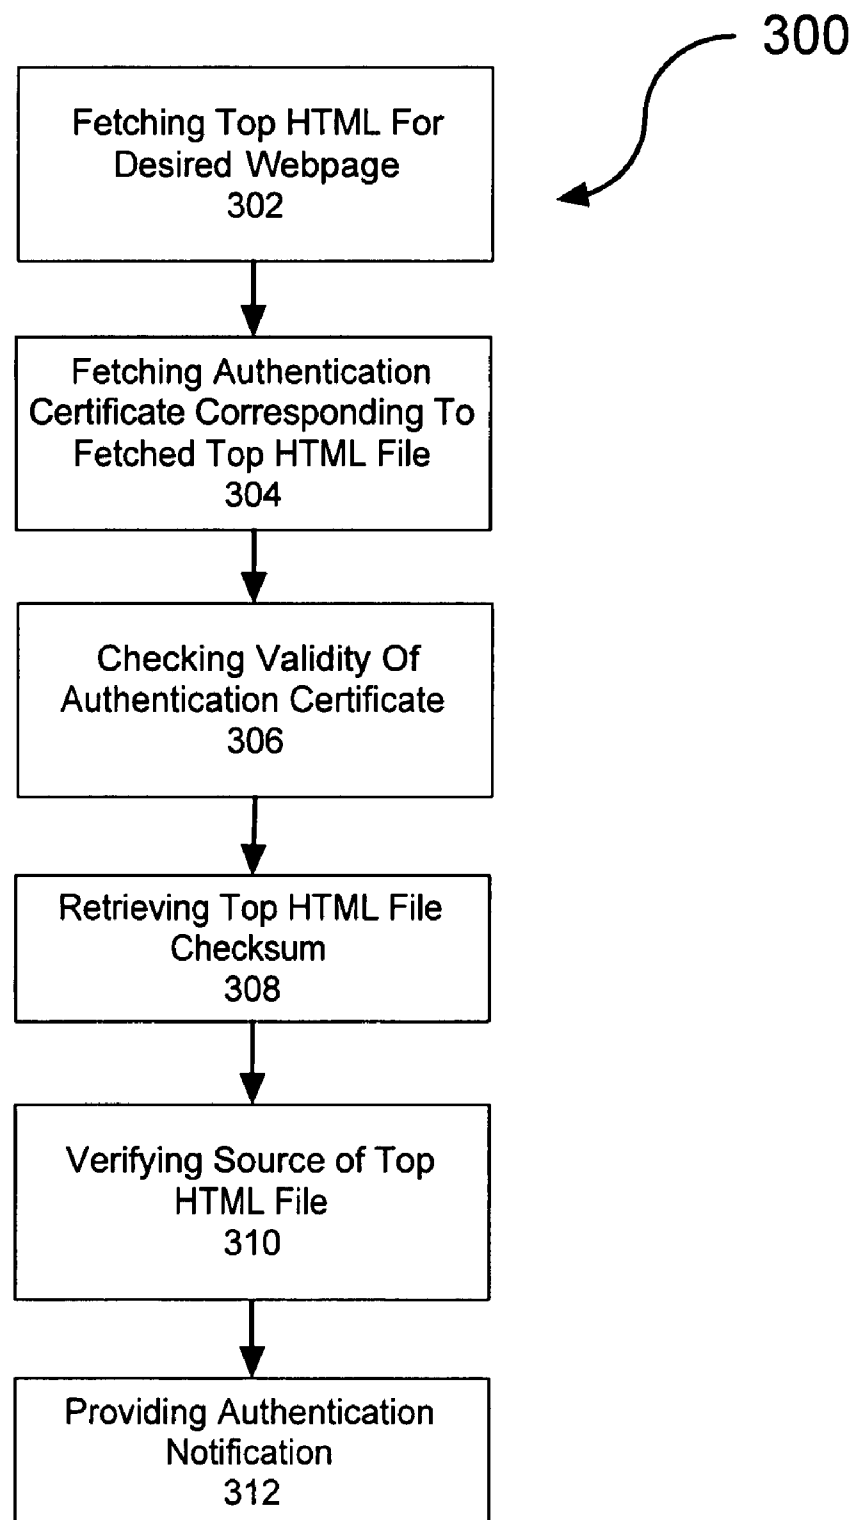 300
Fetching Top HTML For
Desired Webpage
302
Fetching Authentication
Certificate Corresponding To
Fetched Top HTML File
304
Checking Validity Of
Authentication Certificate
306
Retrieving Top HTML File
Checksum
308
Verifying Source of Top
HTML File
310
Providing Authentication
Notification
312